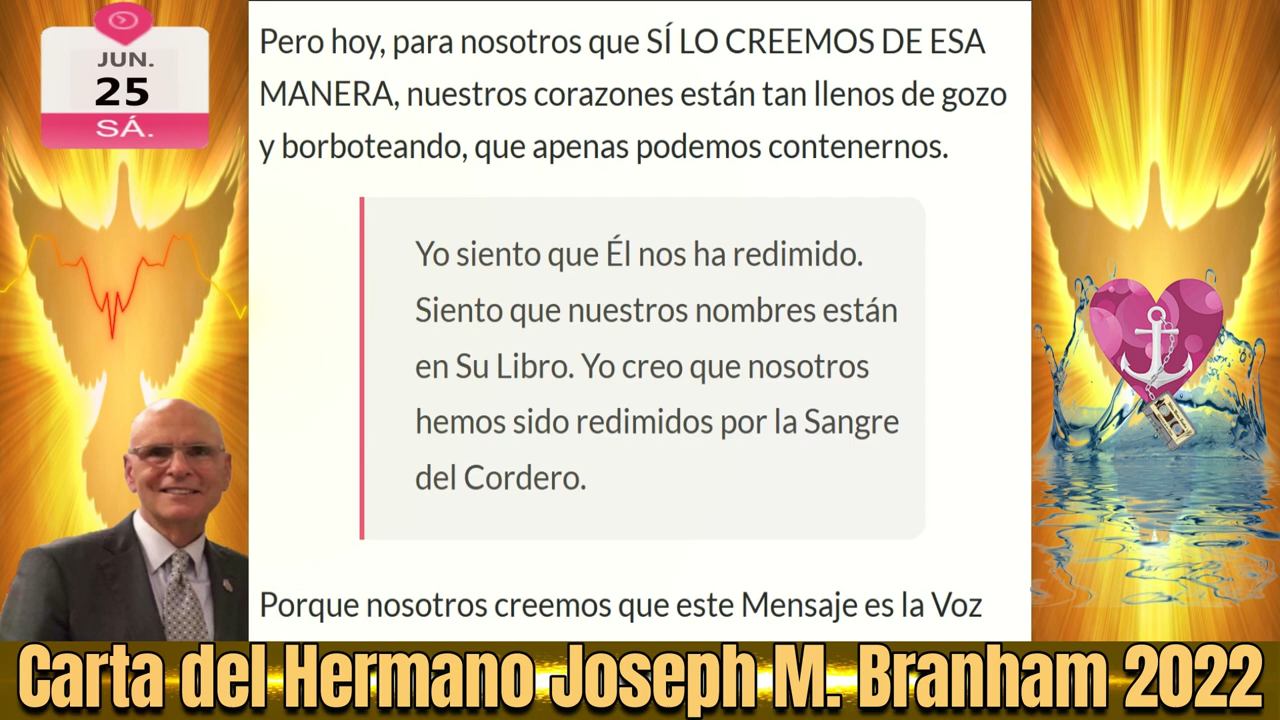 JUN.
25
SÁ.
Pero hoy, para nosotros que SÍ LO CREEMOS DE ESA
MANERA, nuestros corazones están tan llenos de gozo
y borboteando, que apenas podemos contenernos.
Yo siento que Él nos ha redimido.
Siento que nuestros nombres están
en Su Libro. Yo creo que nosotros
hemos sido redimidos por la Sangre
del Cordero.
Porque nosotros creemos que este Mensaje es la Voz
Carta del Hermano Joseph M. Branham 2022